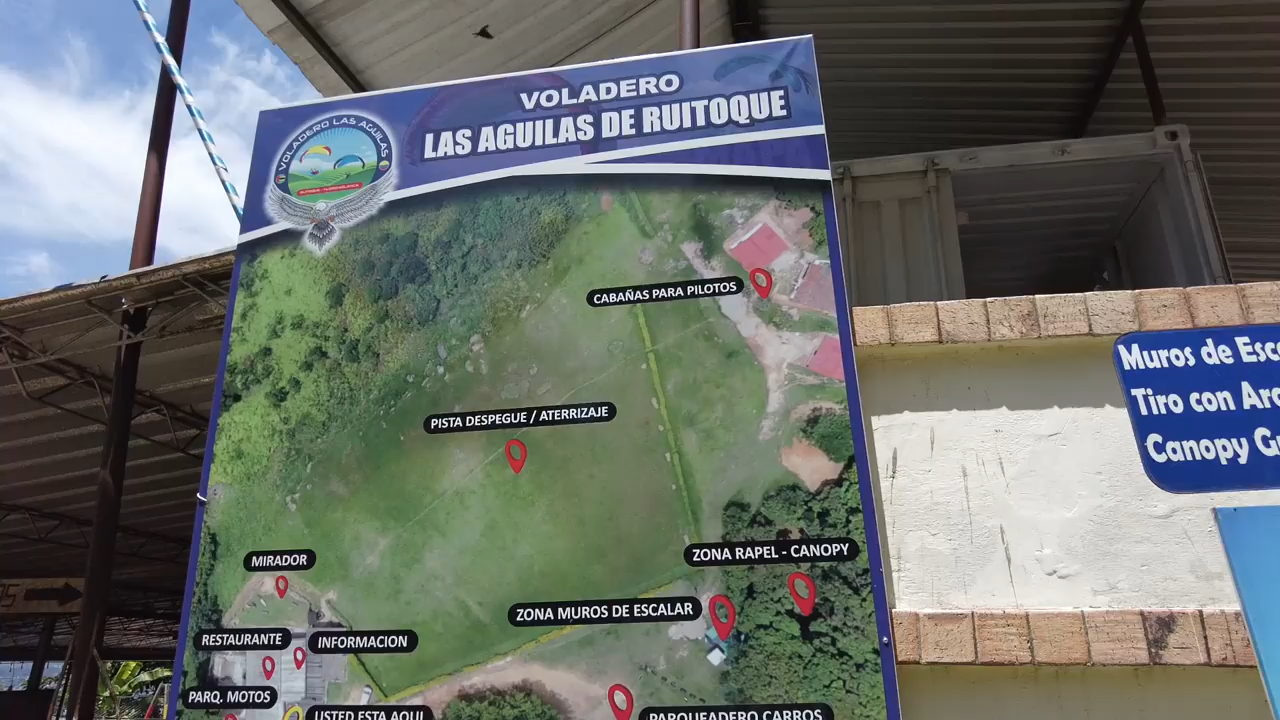 VOLADERO
LAS AGUILAS DE RUITOQUE
VOLADERO LAS AGUILAS
CABAÑAS PARA PILOTOS
PISTA DESPEGUE / ATERRIZAJE
MIRADOR
ZONA RAPEL - CANOPY
ZONA MUROS DE ESCALAR
RESTAURANTE
INFORMACION
PARQ. MOTOS
USTED ESTA AQUI
PARQUEADERO CARROS
Muros de Esc
Tiro con Arc
Canopy G